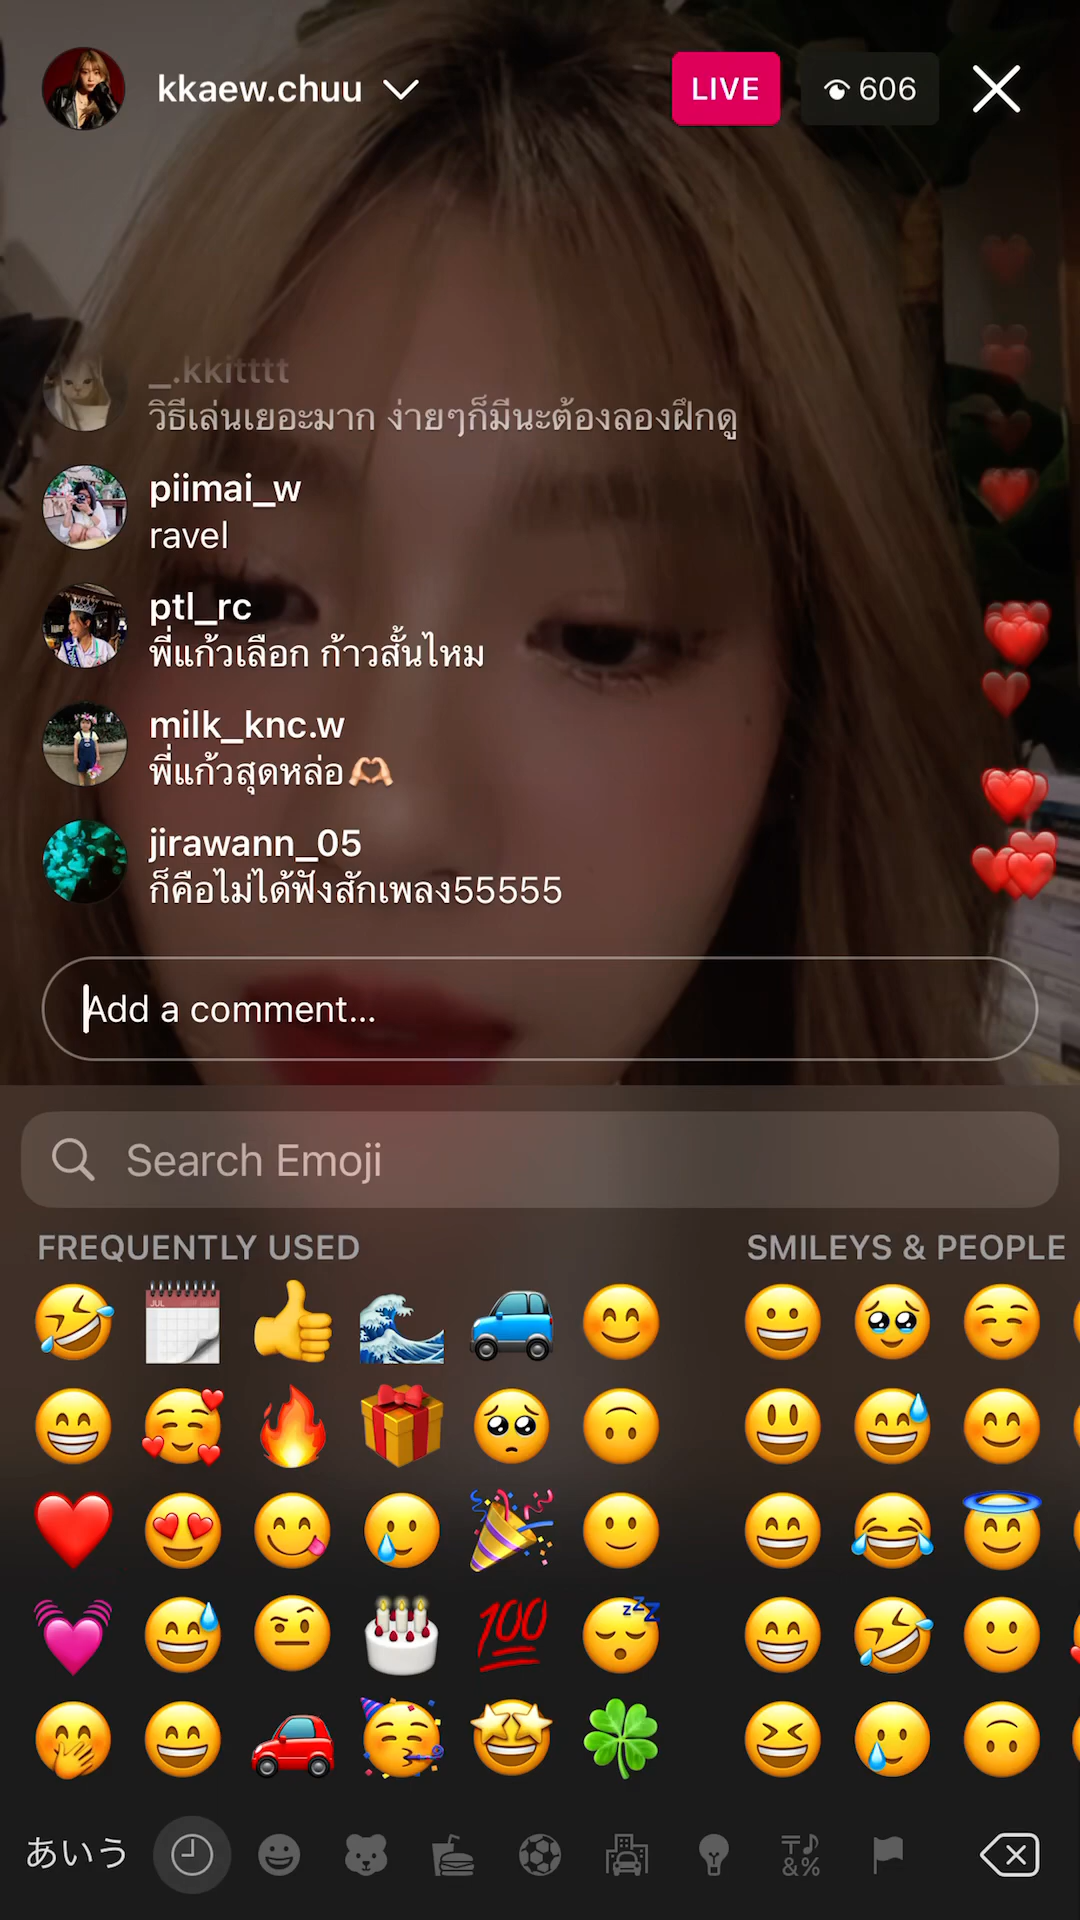 kkaew.chuu
LIVE
606
_.kkitttt
วิธีเล่นเยอะมาก ง่ายๆก็มีนะต้องลองฝึกดู
piimai_w
ravel
ptl_rc
พี่แก้วเลือก ก้าวสั้นไหม
milk_knc.w
พี่แก้วสุดหล่อ🫶🏻
jirawann_05
ก็คือไม่ได้ฟังสักเพลง55555
Add a comment...
Search Emoji
FREQUENTLY USED
SMILEYS & PEOPLE
あいう